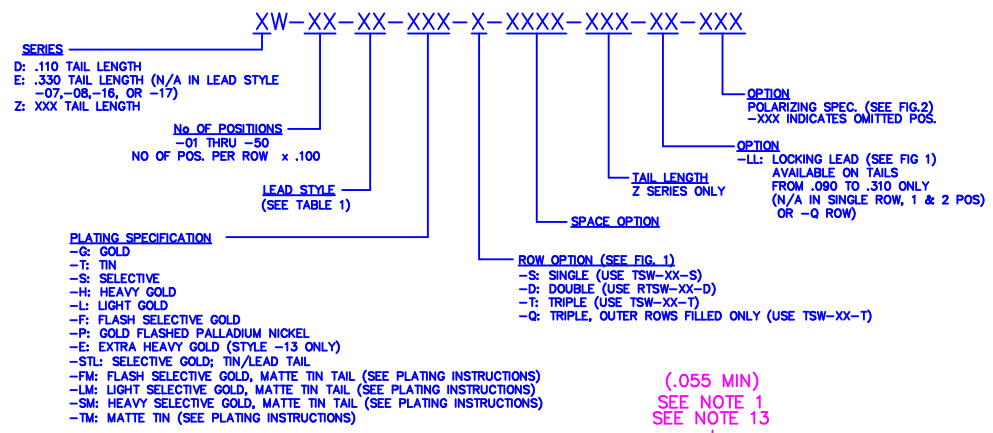 XW-XX-XX-XXX-X-XXXX-XXX-XX-XXX
SERIES
D: .110 TAIL LENGTH
E: .330 TAIL LENGTH (N/A IN LEAD STYLE
-07,-08,-16, OR -17)
Z: XXX TAIL LENGTH
No OF POSITIIONS
-01 THRU -50
NO OF POS. PER ROW x .100
LEAD STYLE
(SEE TABLE 1)
PLATING SPECIFICATION
-G: GOLD
-T: TIN
-S: SELECTIVE
-H: HEAVY GOLD
-L: LIGHT GOLD
-F: FLASH SELECTIVE GOLD
-P: GOLD FLASHED PALLADIUM NICKEL
-E: EXTRA HEAVY GOLD (STYLE -13 ONLY)
-STL: SELECTIVE GOLD; TIN/LEAD TAIL
-FM: FLASH SELECTIVE GOLD, MATTE TIN TAIL (SEE PLATING INSTRUCTIONS)
-LM: LIGHT SELECTIVE GOLD, MATTE TIN TAIL (SEE PLATING INSTRUCTIONS)
-SM: HEAVY SELECTIVE GOLD, MATTE TIN TAIL (SEE PLATING INSTRUCTIONS)
-TM: MATTE TIN (SEE PLATING INSTRUCTIONS)
OPTION
POLARIZING SPEC. (SEE FIG.2)
-XXX INDICATES OMITTED POS.
OPTION
-LL: LOCKING LEAD (SEE FIG 1)
AVAILABLE ON TAILS
FROM .090 TO .310 ONLY
(N/A IN SINGLE ROW, 1 & 2 POS)
OR -Q ROW)
TAIL LENGTH
Z SERIES ONLY
SPACE OPTION
ROW OPTION (SEE FIG. 1)
-S: SINGLE (USE TSW-XX-S)
-D: DOUBLE (USE RTSW-XX-D)
-T: TRIPLE (USE TSW-XX-T)
-Q: TRIPLE, OUTER ROWS FILLED ONLY (USE TSW-XX-T)
(.055 MIN)
SEE NOTE 1
SEE NOTE 13